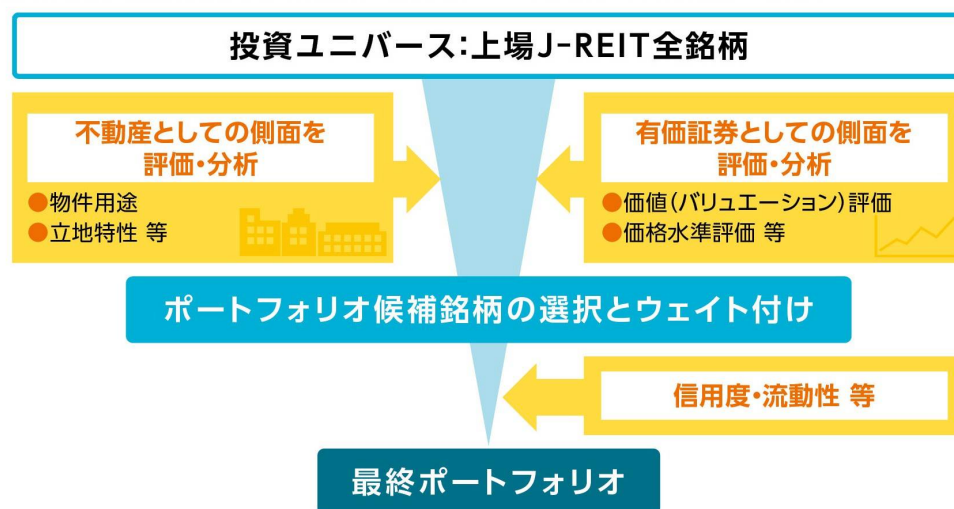 投資ユニバース:上場J-REIT全銘柄
不動産としての側面を
評価・分析
●物件用途
●立地特性 等
有価証券としての側面を
評価・分析
●価値(バリュエーション)評価
●価格水準評価 等
ポートフォリオ候補銘柄の選択とウェイト付け
信用度・流動性 等
最終ポートフォリオ